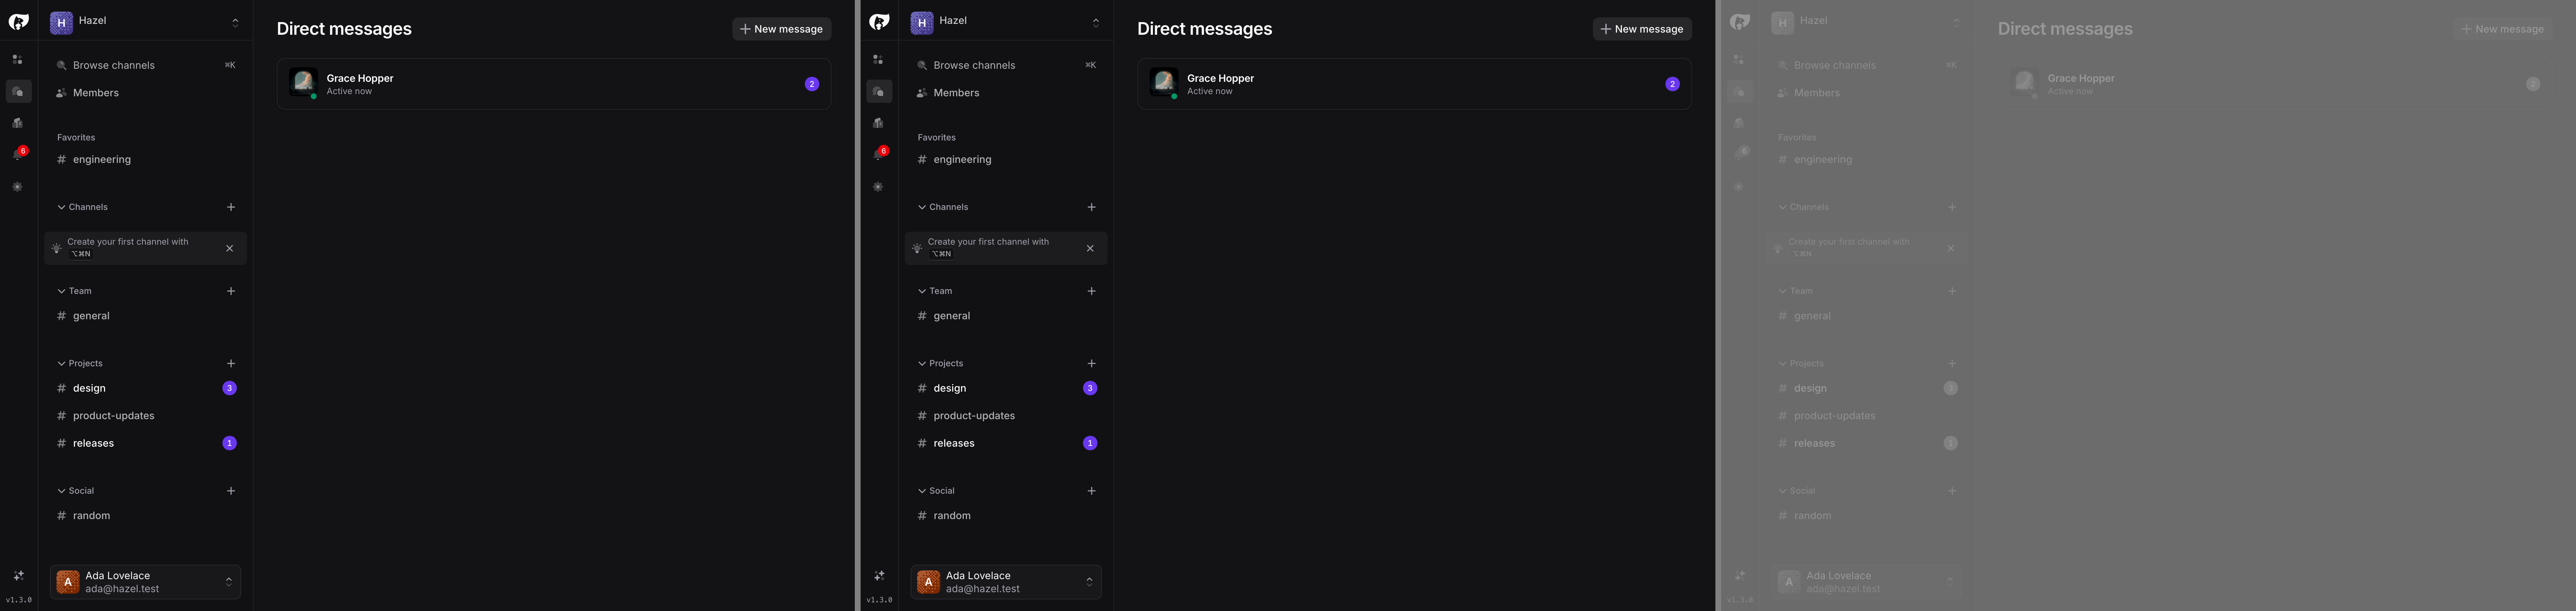 H Hazel
Browse channels ⌘K
Members
Favorites
# engineering
Channels
Create your first channel with
⌥⌘N
Team
# general
Projects
# design 3
# product-updates
# releases 1
Social
# random
A Ada Lovelace
ada@hazel.test
6
v1.3.0
Direct messages
New message
Grace Hopper
Active now
2
H Hazel
Browse channels ⌘K
Members
Favorites
# engineering
Channels
Create your first channel with
⌥⌘N
Team
# general
Projects
# design 3
# product-updates
# releases 1
Social
# random
A Ada Lovelace
ada@hazel.test
6
v1.3.0
Direct messages
New message
Grace Hopper
Active now
2
H Hazel
Browse channels ⌘K
Members
Favorites
# engineering
Channels
Create your first channel with
⌥⌘N
Team
# general
Projects
# design 3
# product-updates
# releases 1
Social
# random
A Ada Lovelace
ada@hazel.test
6
v1.3.0
Direct messages
New message
Grace Hopper
Active now
2